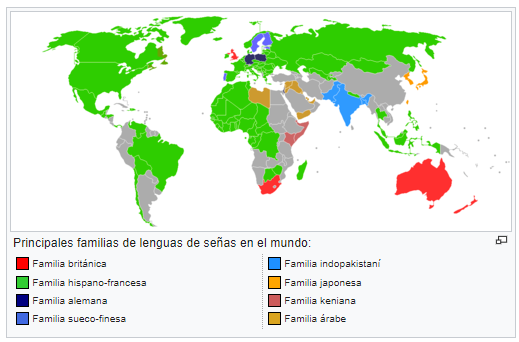 Principales familias de lenguas de señas en el mundo:
Familia británica
Familia hispano-francesa
Familia alemana
Familia sueco-finesa
Familia indopakistaní
Familia japonesa
Familia keniana
Familia árabe